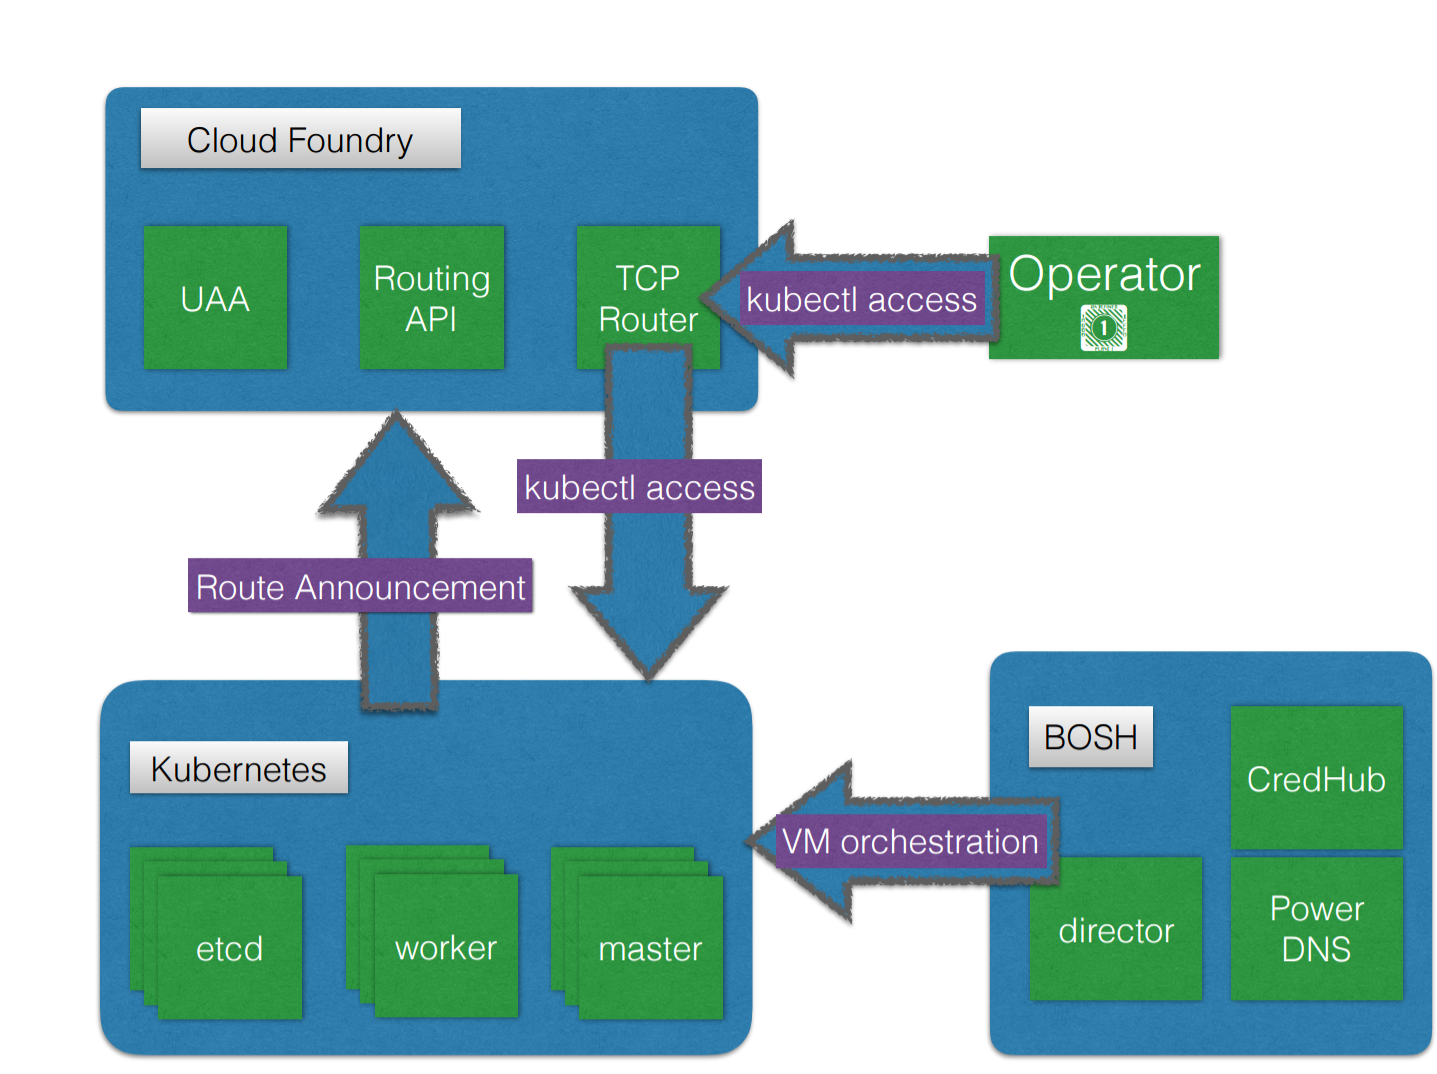 Cloud Foundry
UAA
Routing
API
TCP
Router
kubectl access
Operator
1
kubectl access
Route Announcement
Kubernetes
etcd
worker
master
VM orchestration
BOSH
CredHub
director
Power
DNS